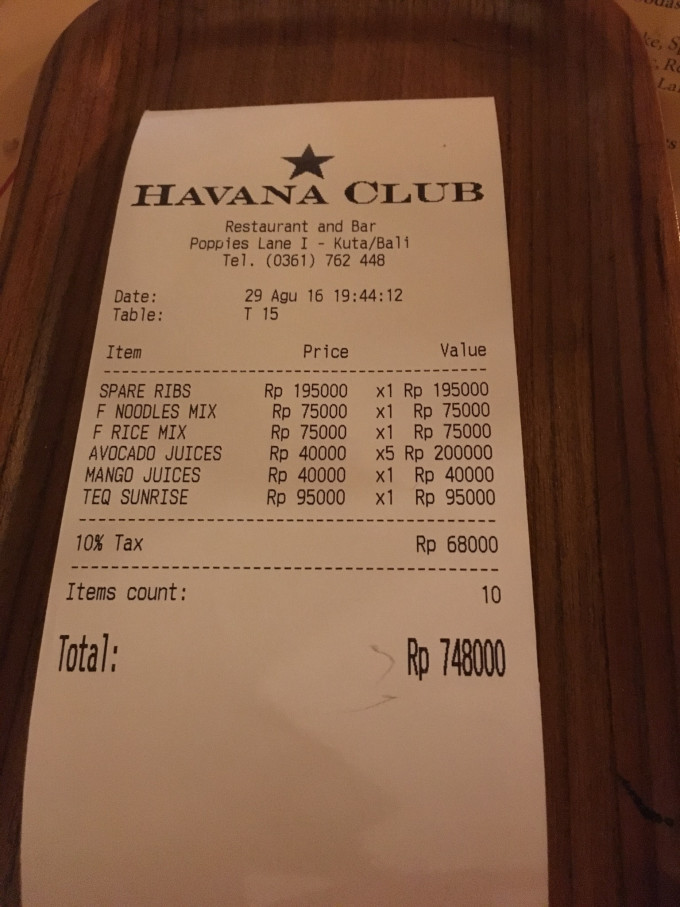 HAVANA CLUB
Restaurant and Bar
Poppies Lane I - Kuta/Bali
Tel. (0361) 762 448
Date: 29 Agu 16 19:44:12
Table: T 15
Item Price Value
SPARE RIBS Rp 195000 x1 Rp 195000
F NOODLES MIX Rp 75000 x1 Rp 75000
F RICE MIX Rp 75000 x1 Rp 75000
AVOCADO JUICES Rp 40000 x5 Rp 200000
MANGO JUICES Rp 40000 x1 Rp 40000
TEQ SUNRISE Rp 95000 x1 Rp 95000
10% Tax Rp 68000
Items count: 10
Total: Rp 748000